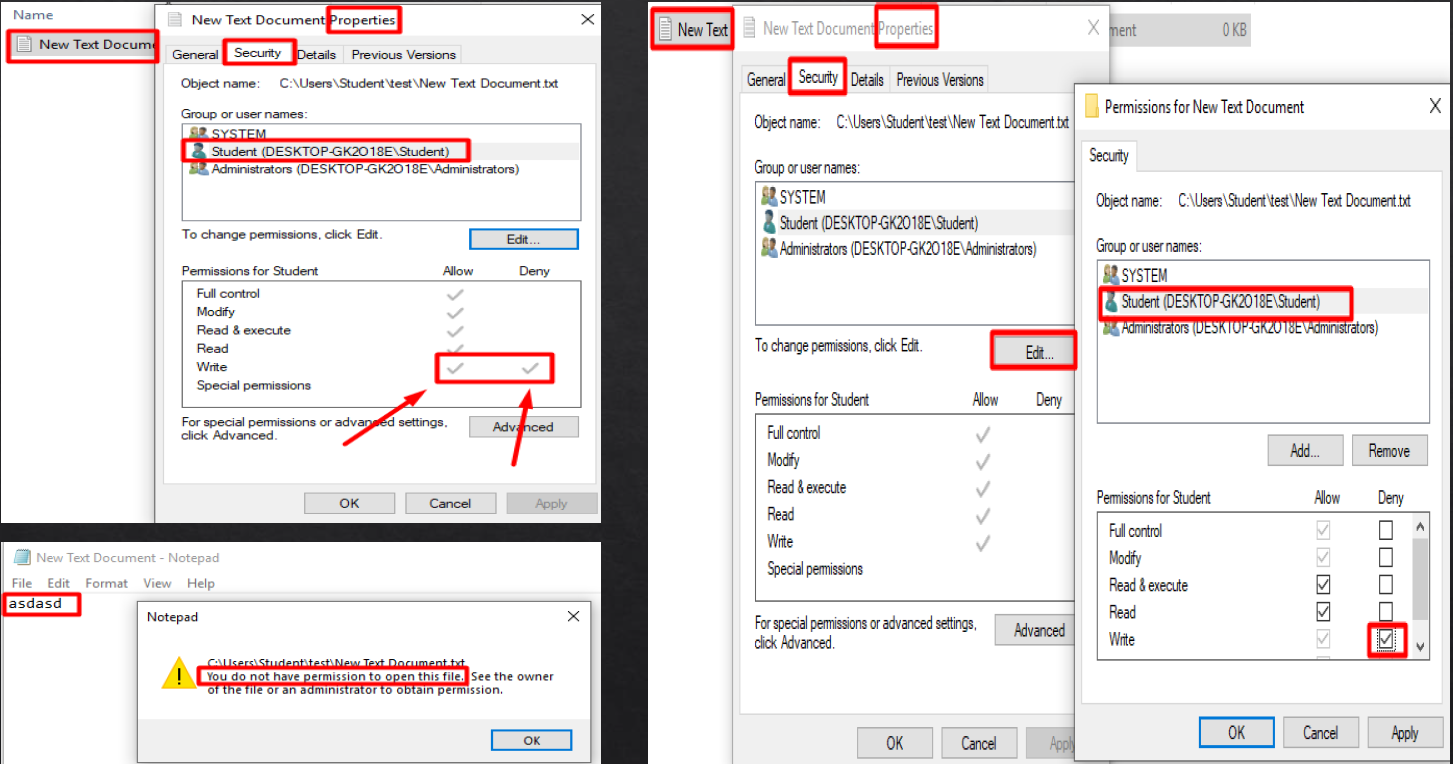 Name
New Text Docume
New Text Document Properties
General Security Details Previous Versions
Object name: C:\Users\Student\test\New Text Document.txt
Group or user names:
SYSTEM
Student (DESKTOP-GK2O18E\Student)
Administrators (DESKTOP-GK2O18E\Administrators)
To change permissions, click Edit.
Edit...
Permissions for Student Allow Deny
Full control
Modify
Read & execute
Read
Write
Special permissions
For special permissions or advanced settings,
click Advanced.
Advanced
OK Cancel Apply
New Text Document - Notepad
File Edit Format View Help
asdasd
Notepad
C:\Users\Student\test\New Text Document.txt
You do not have permission to open this file. See the owner
of the file or an administrator to obtain permission.
OK
New Text
New Text Document Properties
ment 0 KB
General Security Details Previous Versions
Object name: C:\Users\Student\test\New Text Document.txt
Group or user names:
SYSTEM
Student (DESKTOP-GK2O18E\Student)
Administrators (DESKTOP-GK2O18E\Administrators)
To change permissions, click Edit.
Edit...
Permissions for Student Allow Deny
Full control
Modify
Read & execute
Read
Write
Special permissions
For special permissions or advanced settings,
click Advanced.
Advanced
OK Cancel Apply
Permissions for New Text Document
Security
Object name: C:\Users\Student\test\New Text Document.txt
Group or user names:
SYSTEM
Student (DESKTOP-GK2O18E\Student)
Administrators (DESKTOP-GK2O18E\Administrators)
Add... Remove
Permissions for Student Allow Deny
Full control
Modify
Read & execute
Read
Write
OK Cancel Apply